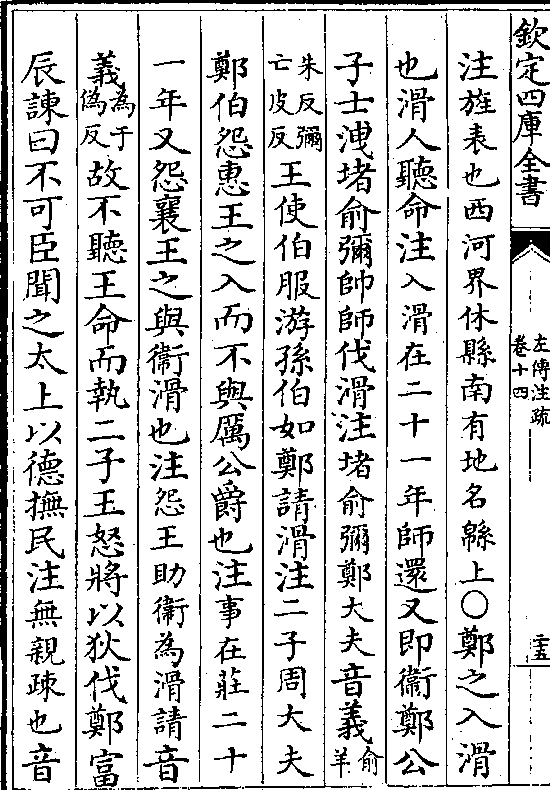 欽定四庫全書
左傳注疏
卷十四
二五
注旌表也西河界休縣南有地名緜上〇鄭之入滑
也滑人聽命注入滑在二十一年師還又即衞鄭公
子士洩堵俞彌帥師伐滑注堵俞彌鄭大夫音義俞羊
朱反彌亡皮反王使伯服游孫伯如鄭請滑注二子周大夫
鄭伯怨惠王之入而不與厲公爵也注事在莊二十
一年又怨襄王之與衞滑也注怨王助衞為滑請音
義為于偽反故不聽王命而執二子王怒將以狄伐鄭富
辰諫曰不可臣聞之太上以德撫民注無親疎也音